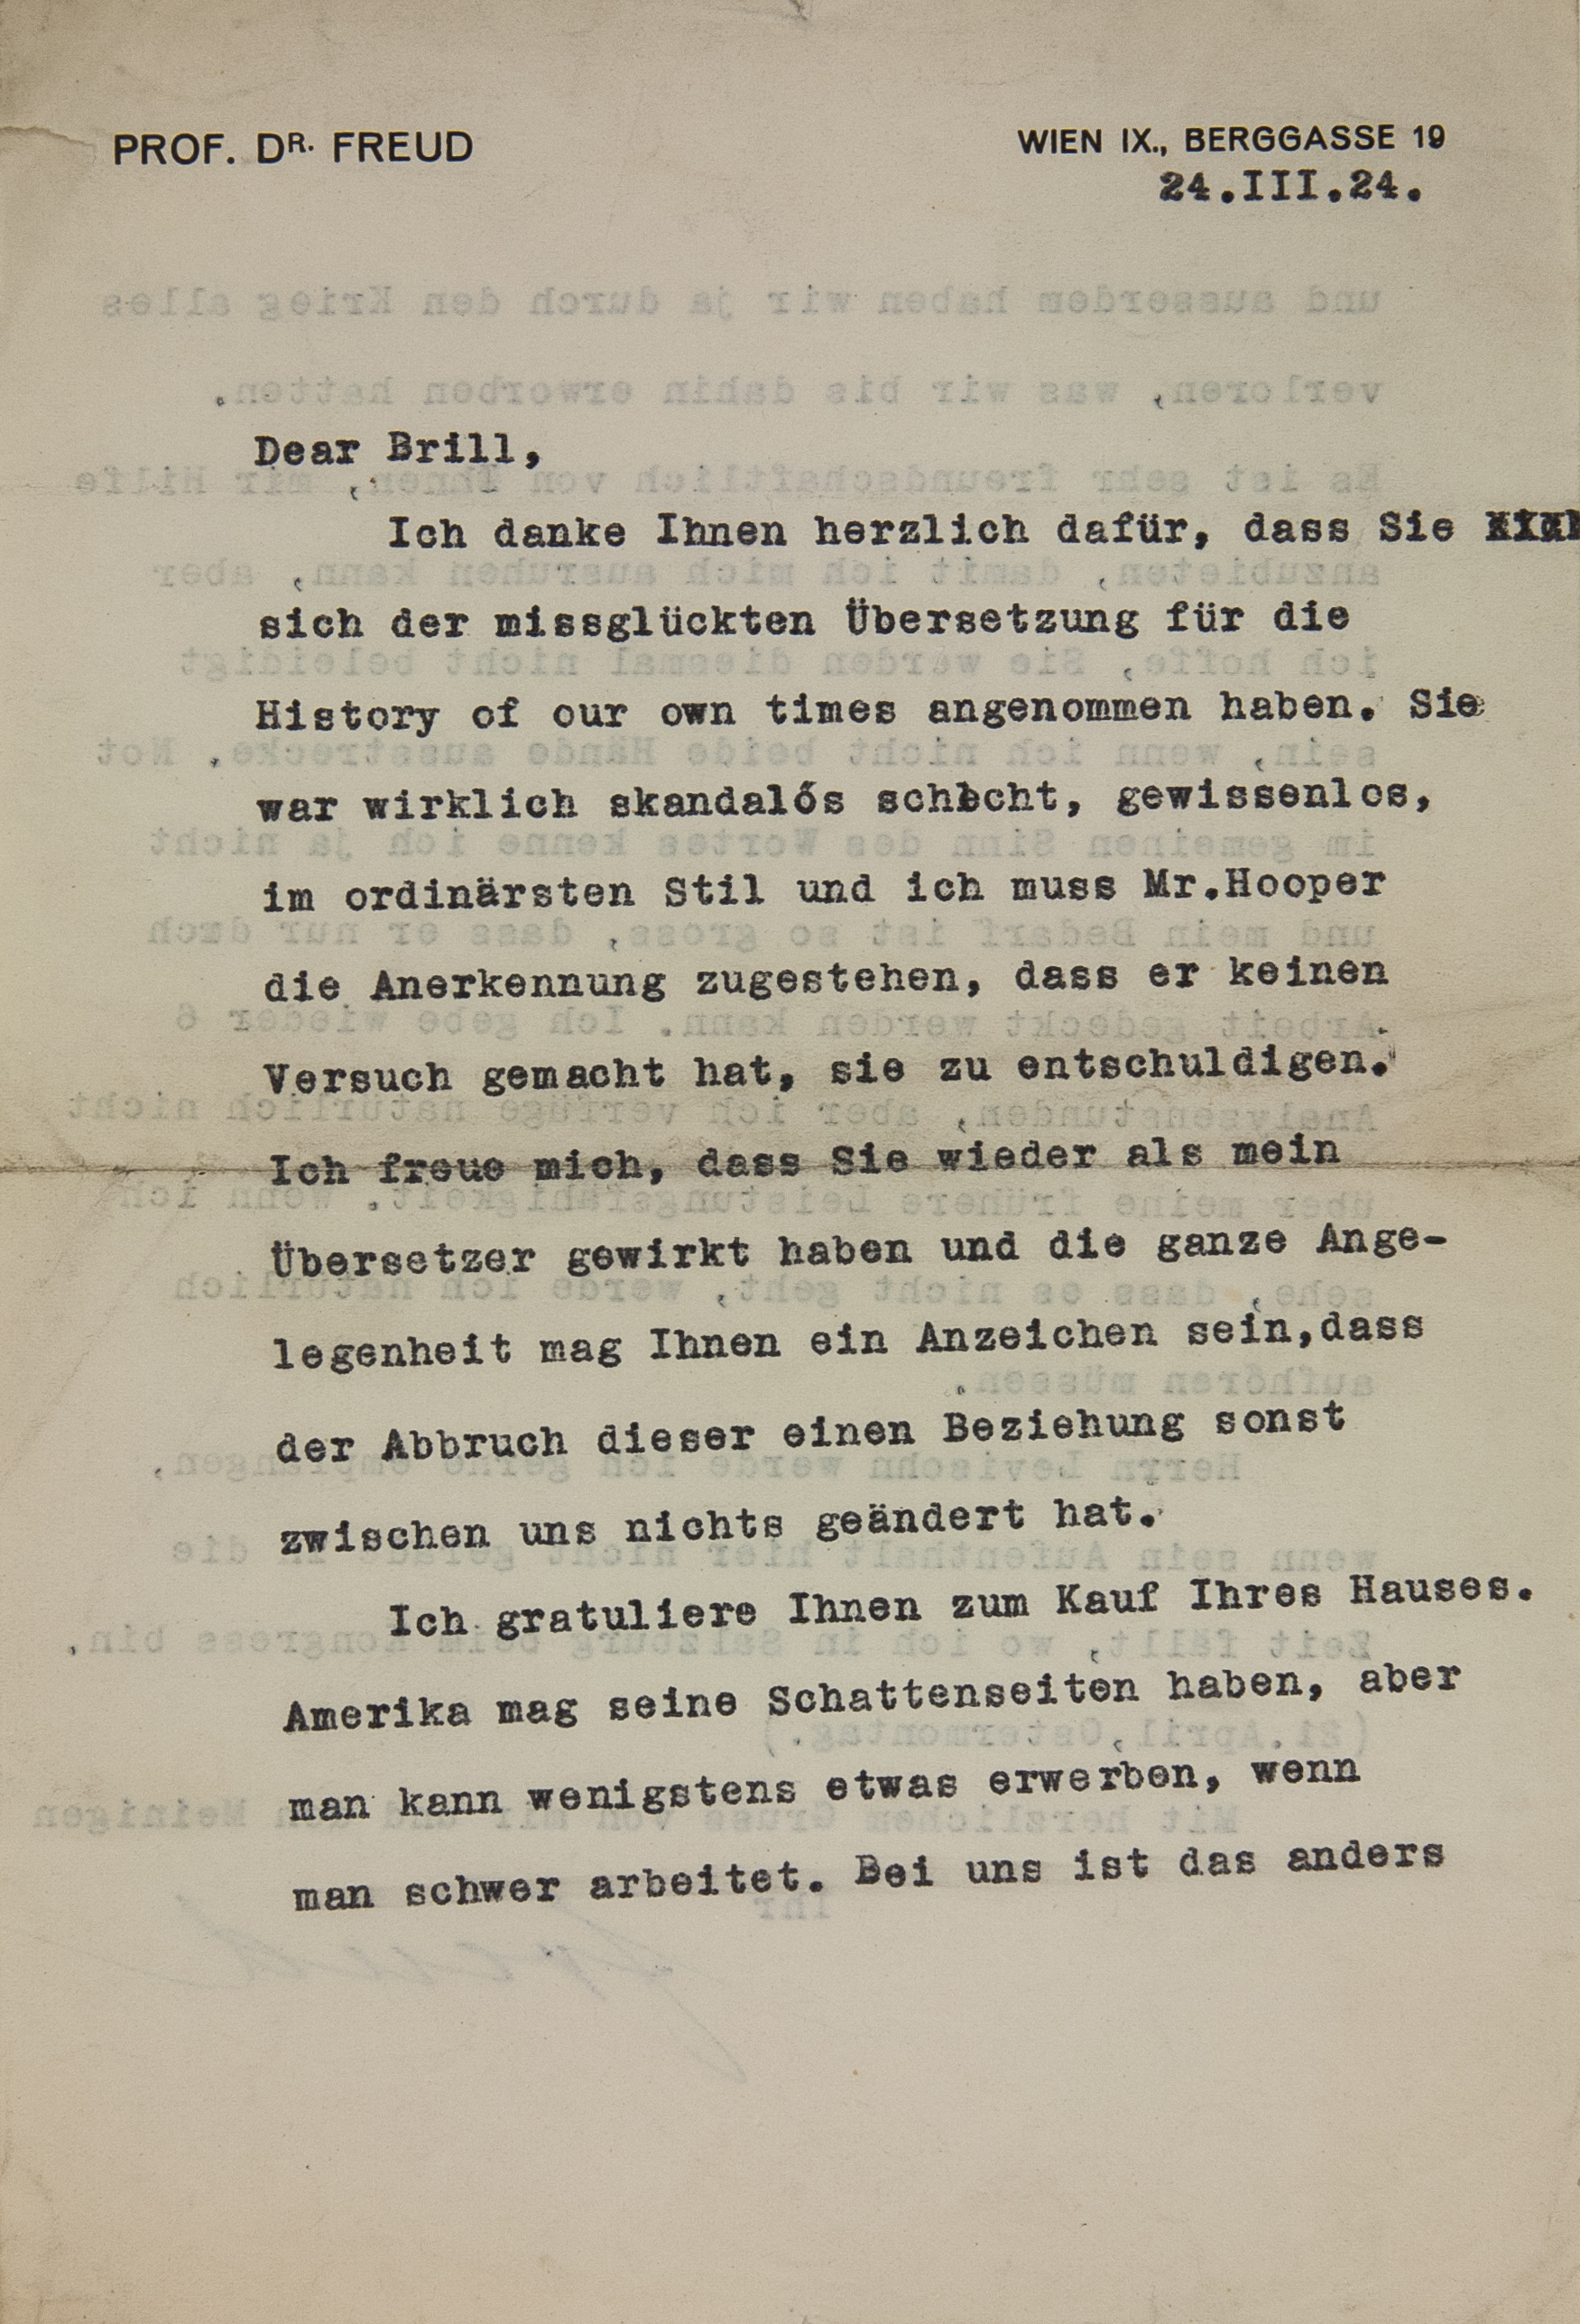 PROF. DR. FREUD
WIEN IX., BERGGASSE 19
24.III.24.
Dear Brill,
Ich danke Ihnen herzlich dafür, dass Sie
sich der missglückten Übersetzung für die
History of our own times angenommen haben. Sie
war wirklich skandalós schlecht, gewissenlos,
im ordinärsten Stil und ich muss Mr.Hooper
die Anerkennung zugestehen, dass er keinen
Versuch gemacht hat, sie zu entschuldigen.
Ich freue mich, dass Sie wieder als mein
Übersetzer gewirkt haben und die ganze Ange-
legenheit mag Ihnen ein Anzeichen sein,dass
der Abbruch dieser einen Beziehung sonst
zwischen uns nichts geändert hat.
Ich gratuliere Ihnen zum Kauf Ihres Hauses.
Amerika mag seine Schattenseiten haben, aber
man kann wenigstens etwas erwerben, wenn
man schwer arbeitet. Bei uns ist das anders